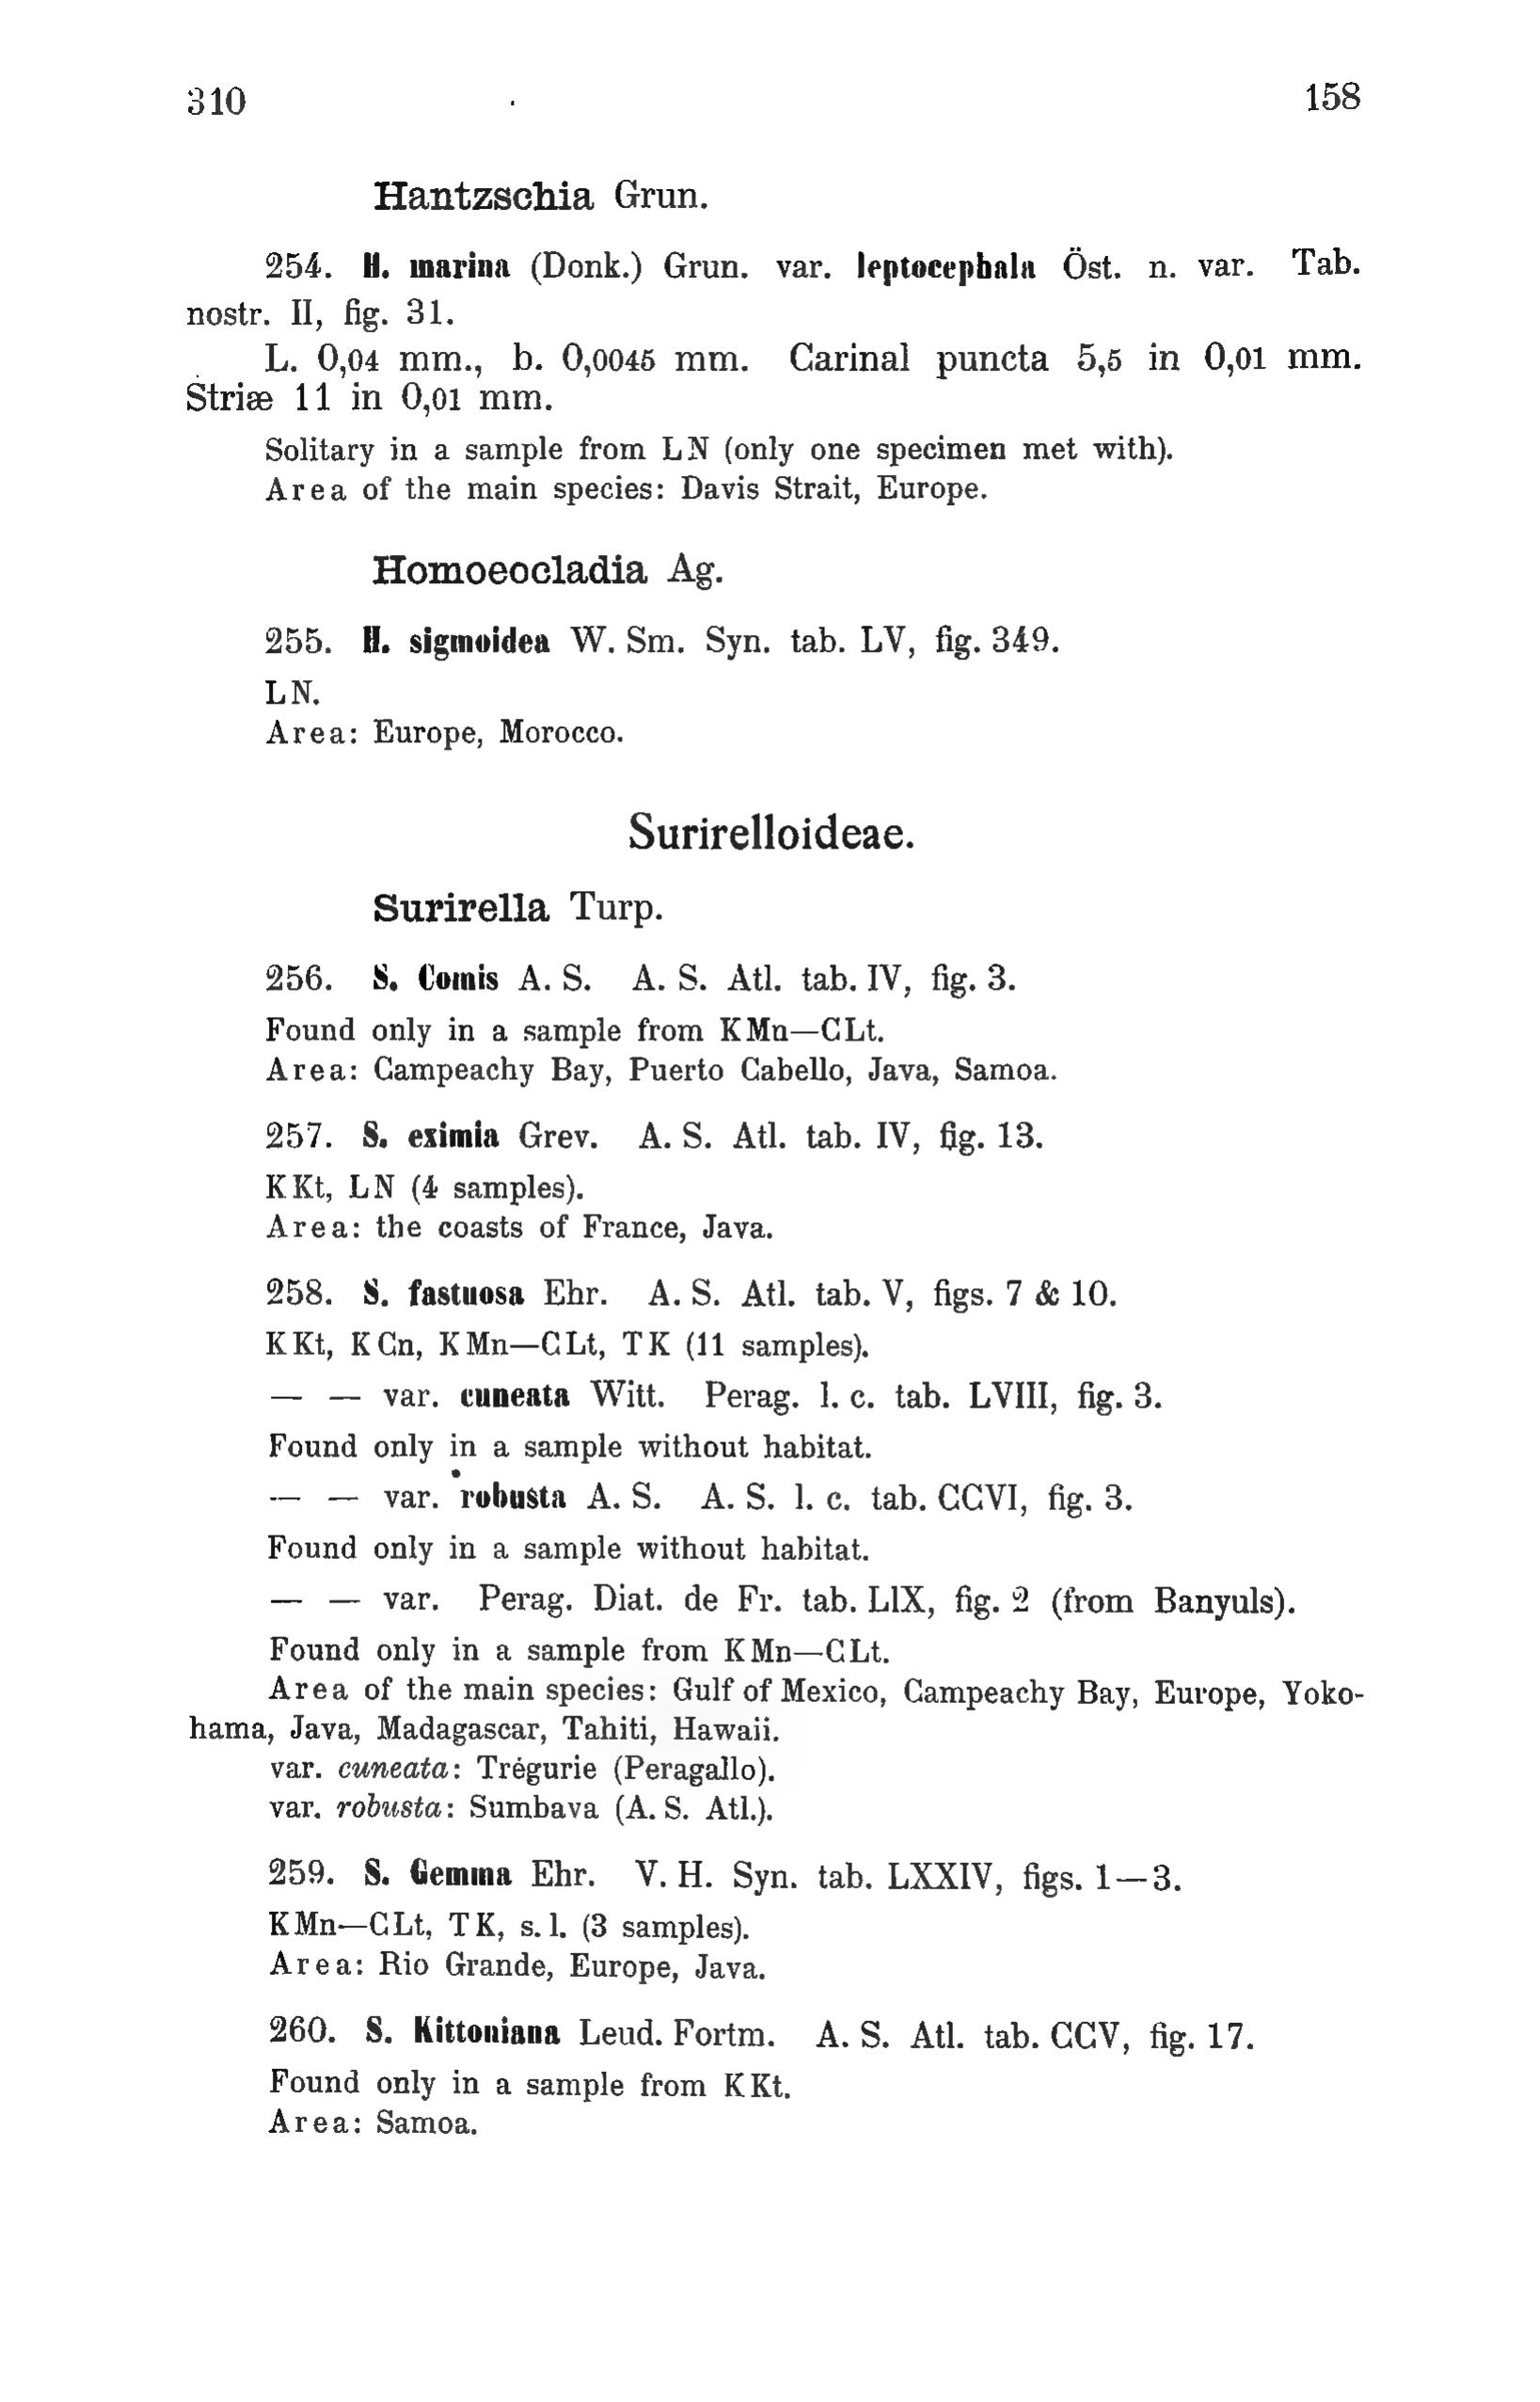 310 158
Hantzschia Grun.
254. H. marina (Donk.) Grun. var. leptocephala Öst. n. var. Tab.
nostr. II, fig. 31.
L. 0,04 mm., b. 0,0045 mm. Carinal puncta 5,5 in 0,01 mm.
Striæ 11 in 0,01 mm.
Solitary in a sample from LN (only one specimen met with).
Area of the main species: Davis Strait, Europe.
Homoeocladia Ag.
255. H. sigmoidea W. Sm. Syn. tab. LV, fig. 349.
LN.
Area: Europe, Morocco.
Surirelloideae.
Surirella Turp.
256. S. Comis A. S. A. S. Atl. tab. IV, fig. 3.
Found only in a sample from KMn—CLt.
Area: Campeachy Bay, Puerto Cabello, Java, Samoa.
257. S. eximia Grev. A. S. Atl. tab. IV, fig. 13.
KKt, LN (4 samples).
Area: the coasts of France, Java.
258. S. fastuosa Ehr. A. S. Atl. tab. V, figs. 7 & 10.
KKt, KCn, KMn—CLt, TK (11 samples).
— — var. cuneata Witt. Perag. l. c. tab. LVIII, fig. 3.
Found only in a sample without habitat.
— — var. robusta A. S. A. S. l. c. tab. CCVI, fig. 3.
Found only in a sample without habitat.
— — var. Perag. Diat. de Fr. tab. LIX, fig. 2 (from Banyuls).
Found only in a sample from KMn—CLt.
Area of the main species: Gulf of Mexico, Campeachy Bay, Europe, Yoko-
hama, Java, Madagascar, Tahiti, Hawaii.
var. cuneata: Trégurie (Peragallo).
var. robusta: Sumbava (A. S. Atl.).
259. S. Gemma Ehr. V. H. Syn. tab. LXXIV, figs. 1—3.
KMn—CLt, TK, s. l. (3 samples).
Area: Rio Grande, Europe, Java.
260. S. Kittoniana Leud. Fortm. A. S. Atl. tab. CCV, fig. 17.
Found only in a sample from KKt.
Area: Samoa.